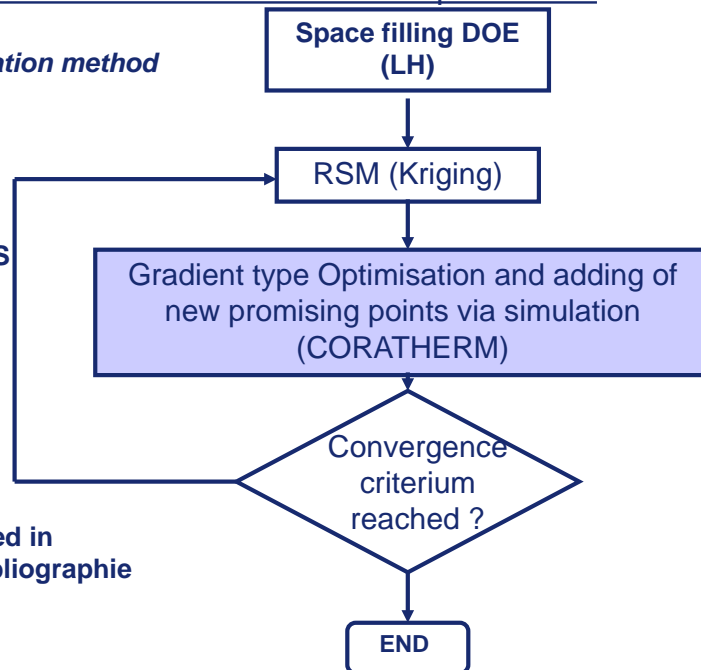 Space filling DOE
(LH)
ation method
RSM (Kriging)
s
Gradient type Optimisation and adding of
new promising points via simulation
(CORATHERM)
Convergence
criterium
reached ?
ed in
bliographie
END